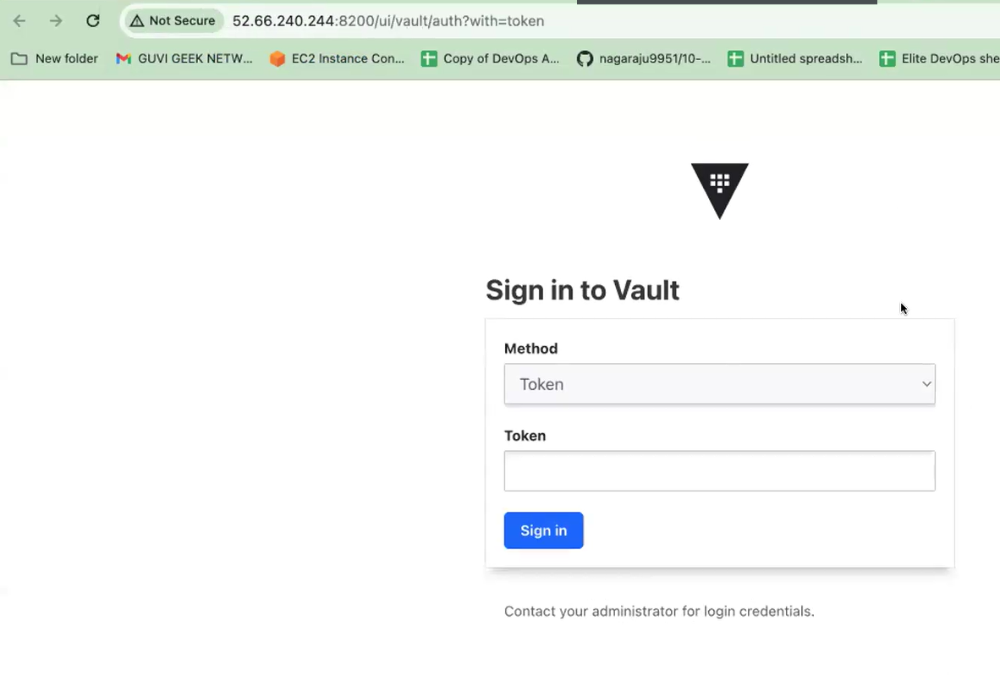 Not Secure 52.66.240.244:8200/ui/vault/auth?with=token
New folder GUVI GEEK NETW... EC2 Instance Con... Copy of DevOps A... nagaraju9951/10-... Untitled spreadsh... Elite DevOps she
Sign in to Vault
Method
Token
Token
Sign in
Contact your administrator for login credentials.